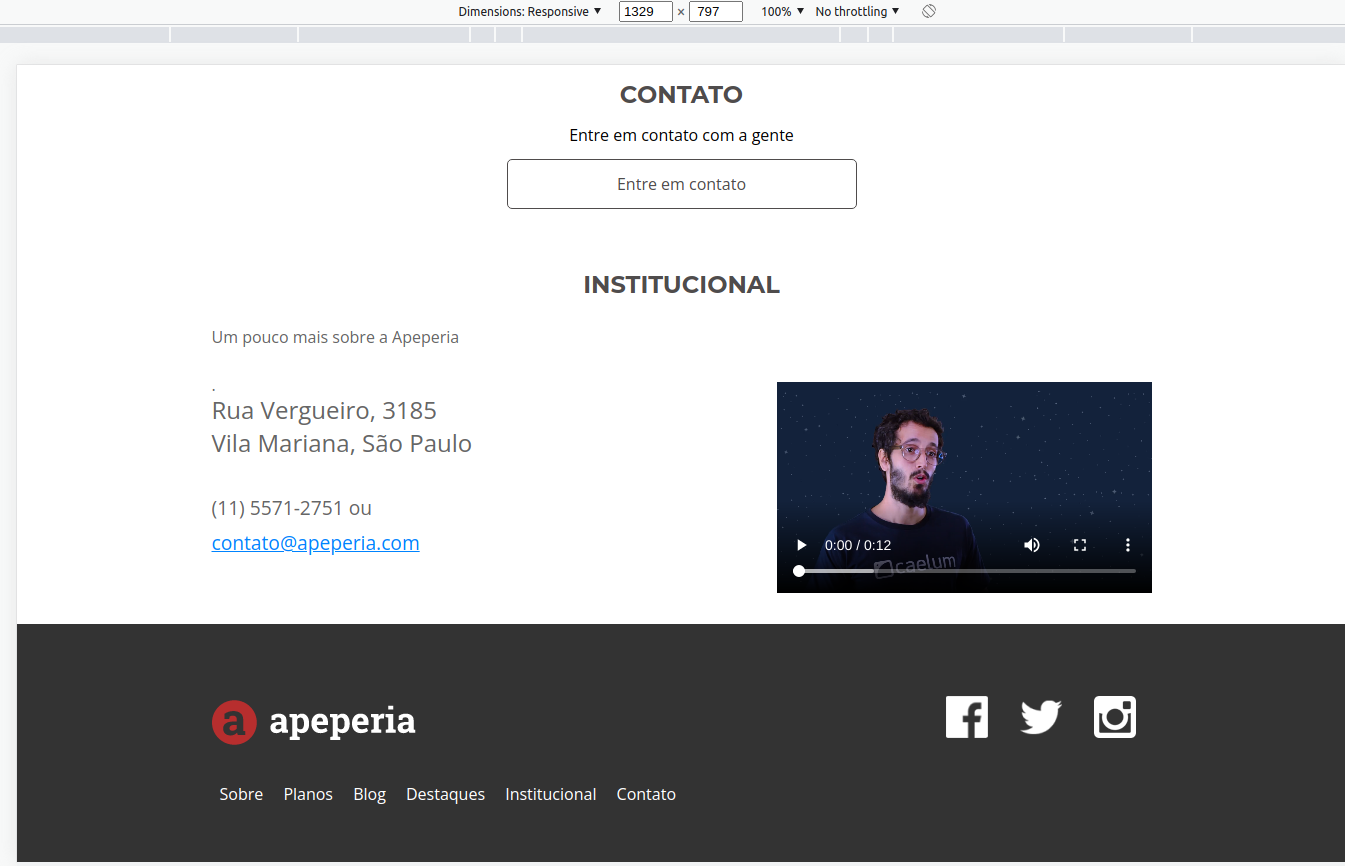 Dimensions: Responsive ▼ 1329 × 797 100% ▼ No throttling ▼
CONTATO
Entre em contato com a gente
Entre em contato
INSTITUCIONAL
Um pouco mais sobre a Apeperia
.
Rua Vergueiro, 3185
Vila Mariana, São Paulo
(11) 5571-2751 ou
contato@apeperia.com
0:00 / 0:12
caelum
a apeperia
Sobre Planos Blog Destaques Institucional Contato